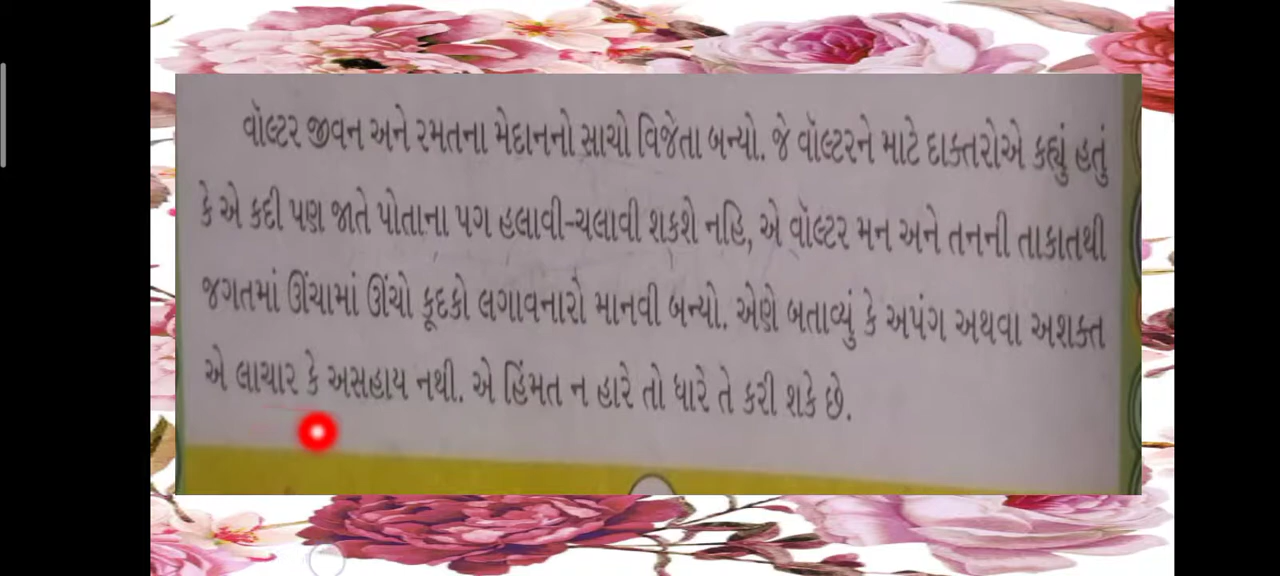 વૉલ્ટર જીવન અને રમતના મેદાનનો સાચો વિજેતા બન્યો. જે વૉલ્ટરને માટે દાક્તરોએ કહ્યું હતું
કે એ કદી પણ જાતે પોતાના પગ હલાવી-ચલાવી શકશે નહિ, એ વૉલ્ટર મન અને તનની તાકાતથી
જગતમાં ઊંચામાં ઊંચો કૂદકો લગાવનારો માનવી બન્યો. એણે બતાવ્યું કે અપંગ અથવા અશક્ત
એ લાચાર કે અસહાય નથી. એ હિંમત ન હારે તો ધારે તે કરી શકે છે.